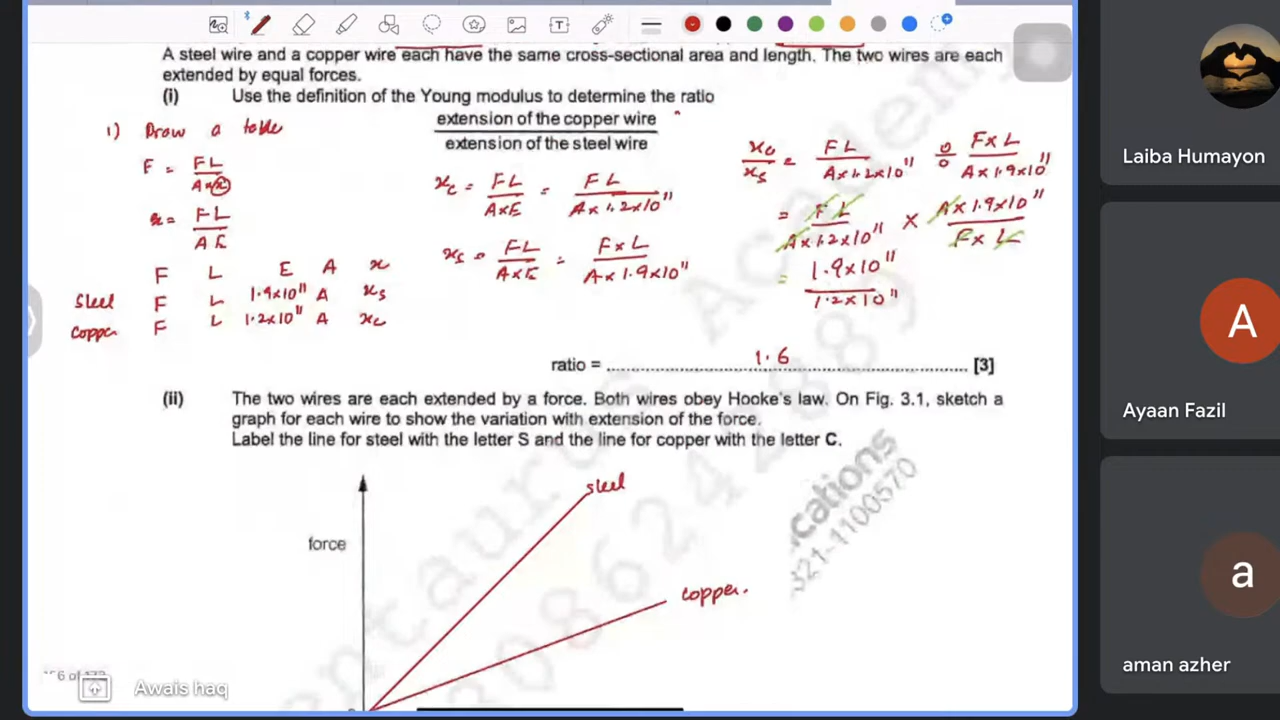 A steel wire and a copper wire each have the same cross-sectional area and length. The two wires are each
extended by equal forces.
(i) Use the definition of the Young modulus to determine the ratio
extension of the copper wire
extension of the steel wire
1) Draw a table
F = FL / A×x
x = FL / AE
F L E A x
Steel F L 1.9×10¹¹ A xs
Copper F L 1.2×10¹¹ A xc
xc = FL / A×E = FL / A×1.2×10¹¹
xs = FL / A×E = F×L / A×1.9×10¹¹
xc / xs = FL / A×1.2×10¹¹ ÷ F×L / A×1.9×10¹¹
= FL / A×1.2×10¹¹ × A×1.9×10¹¹ / F×L
= 1.9×10¹¹ / 1.2×10¹¹
ratio = 1.6 [3]
(ii) The two wires are each extended by a force. Both wires obey Hooke's law. On Fig. 3.1, sketch a
graph for each wire to show the variation with extension of the force.
Label the line for steel with the letter S and the line for copper with the letter C.
steel
force
copper.
Awais haq
Laiba Humayon
A
Ayaan Fazil
a
aman azher
cations
321-1100570